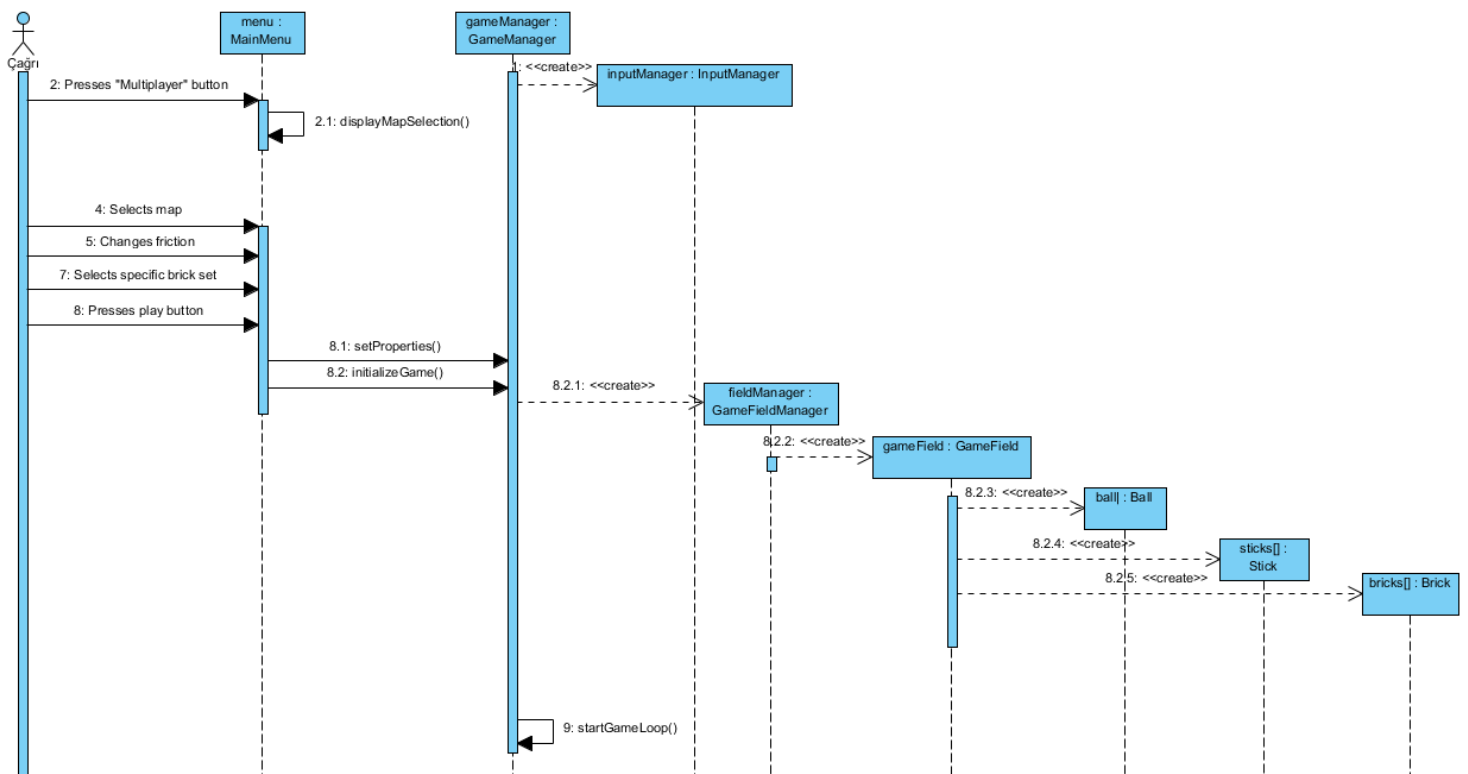 menu :
MainMenu
gameManager :
GameManager
Çağrı
1: <<create>>
inputManager : InputManager
2: Presses "Multiplayer" button
2.1: displayMapSelection()
4: Selects map
5: Changes friction
7: Selects specific brick set
8: Presses play button
8.1: setProperties()
8.2: initializeGame()
8.2.1: <<create>>
fieldManager :
GameFieldManager
8.2.2: <<create>>
gameField : GameField
8.2.3: <<create>>
ball| : Ball
8.2.4: <<create>>
sticks[] :
Stick
8.2.5: <<create>>
bricks[] : Brick
9: startGameLoop()